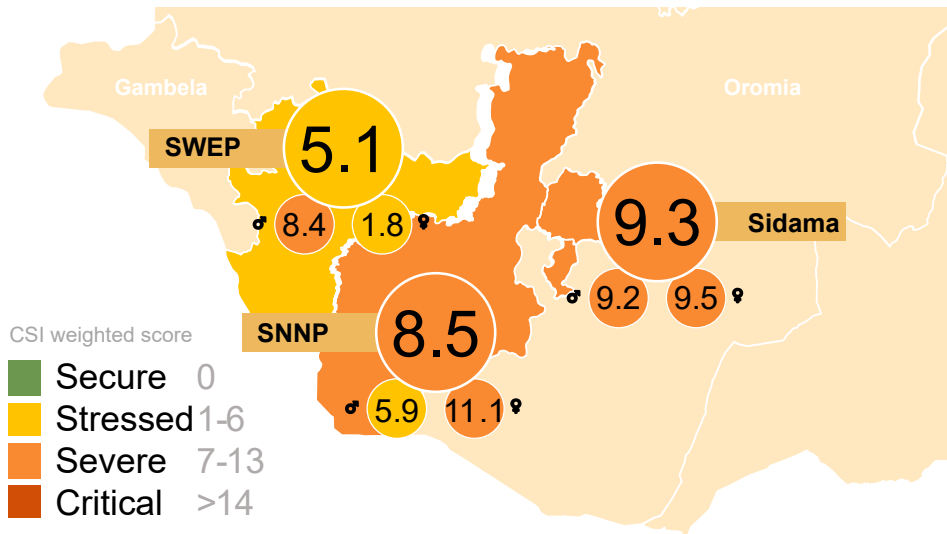 Gambela
Oromia
SWEP
5.1
♂ 8.4 1.8 ♀
9.3
Sidama
♂ 9.2 9.5 ♀
SNNP
8.5
♂ 5.9 11.1 ♀
CSI weighted score
Secure 0
Stressed 1-6
Severe 7-13
Critical >14